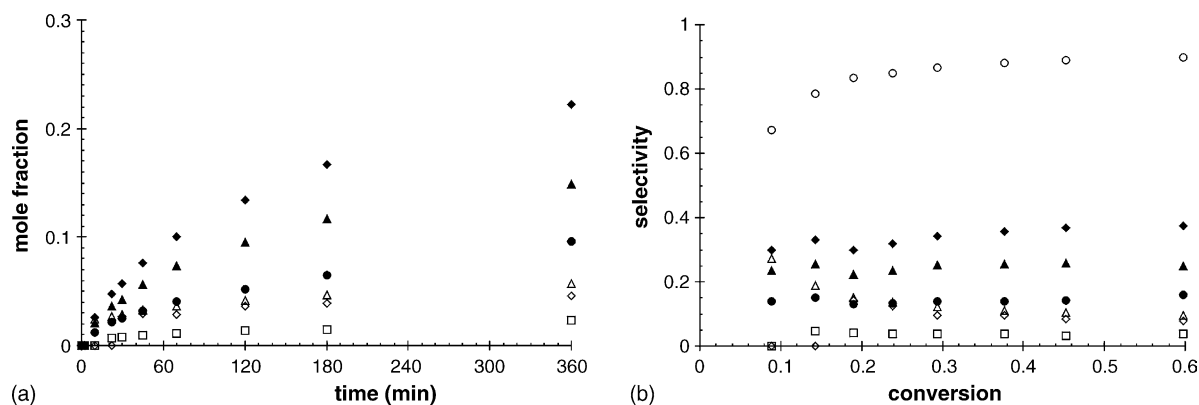 0.3
0.2
0.1
0
mole fraction
0 60 120 180 240 300 360
time (min)
(a)
1
0.8
0.6
0.4
0.2
0
selectivity
0 0.1 0.2 0.3 0.4 0.5 0.6
conversion
(b)